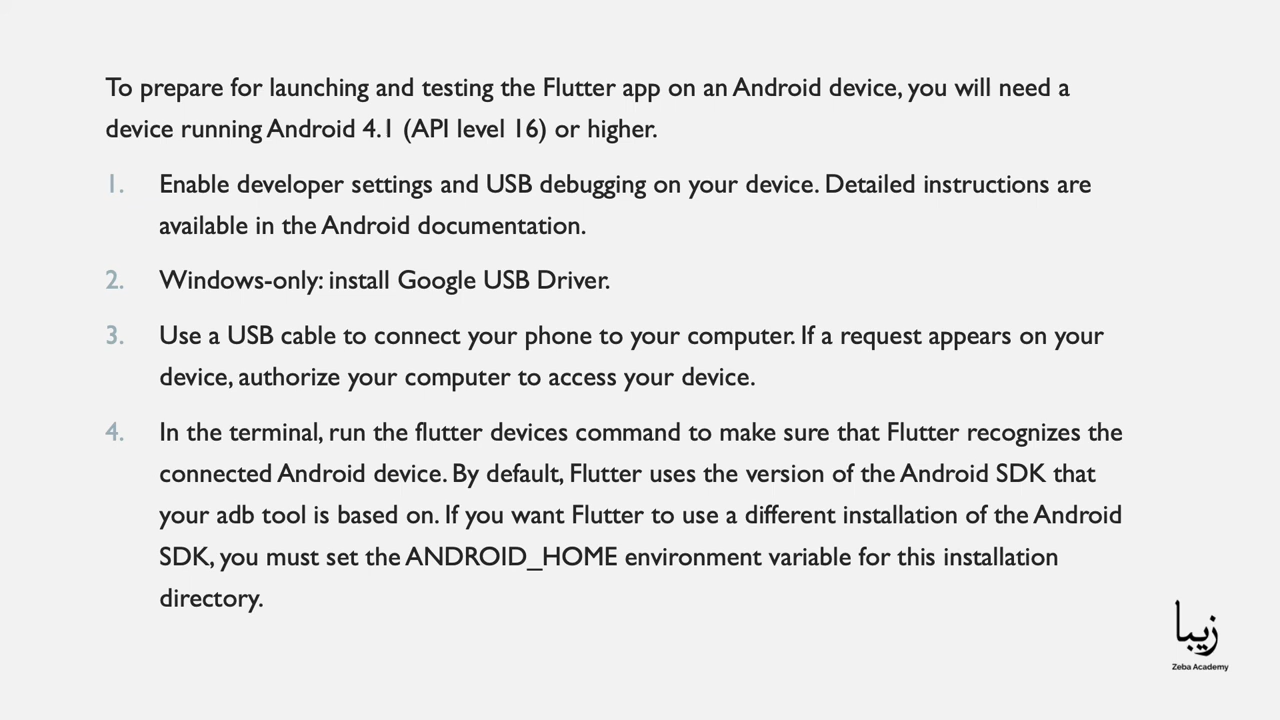 To prepare for launching and testing the Flutter app on an Android device, you will need a
device running Android 4.1 (API level 16) or higher.
1. Enable developer settings and USB debugging on your device. Detailed instructions are
available in the Android documentation.
2. Windows-only: install Google USB Driver.
3. Use a USB cable to connect your phone to your computer. If a request appears on your
device, authorize your computer to access your device.
4. In the terminal, run the flutter devices command to make sure that Flutter recognizes the
connected Android device. By default, Flutter uses the version of the Android SDK that
your adb tool is based on. If you want Flutter to use a different installation of the Android
SDK, you must set the ANDROID_HOME environment variable for this installation
directory.
زیبا
Zeba Academy